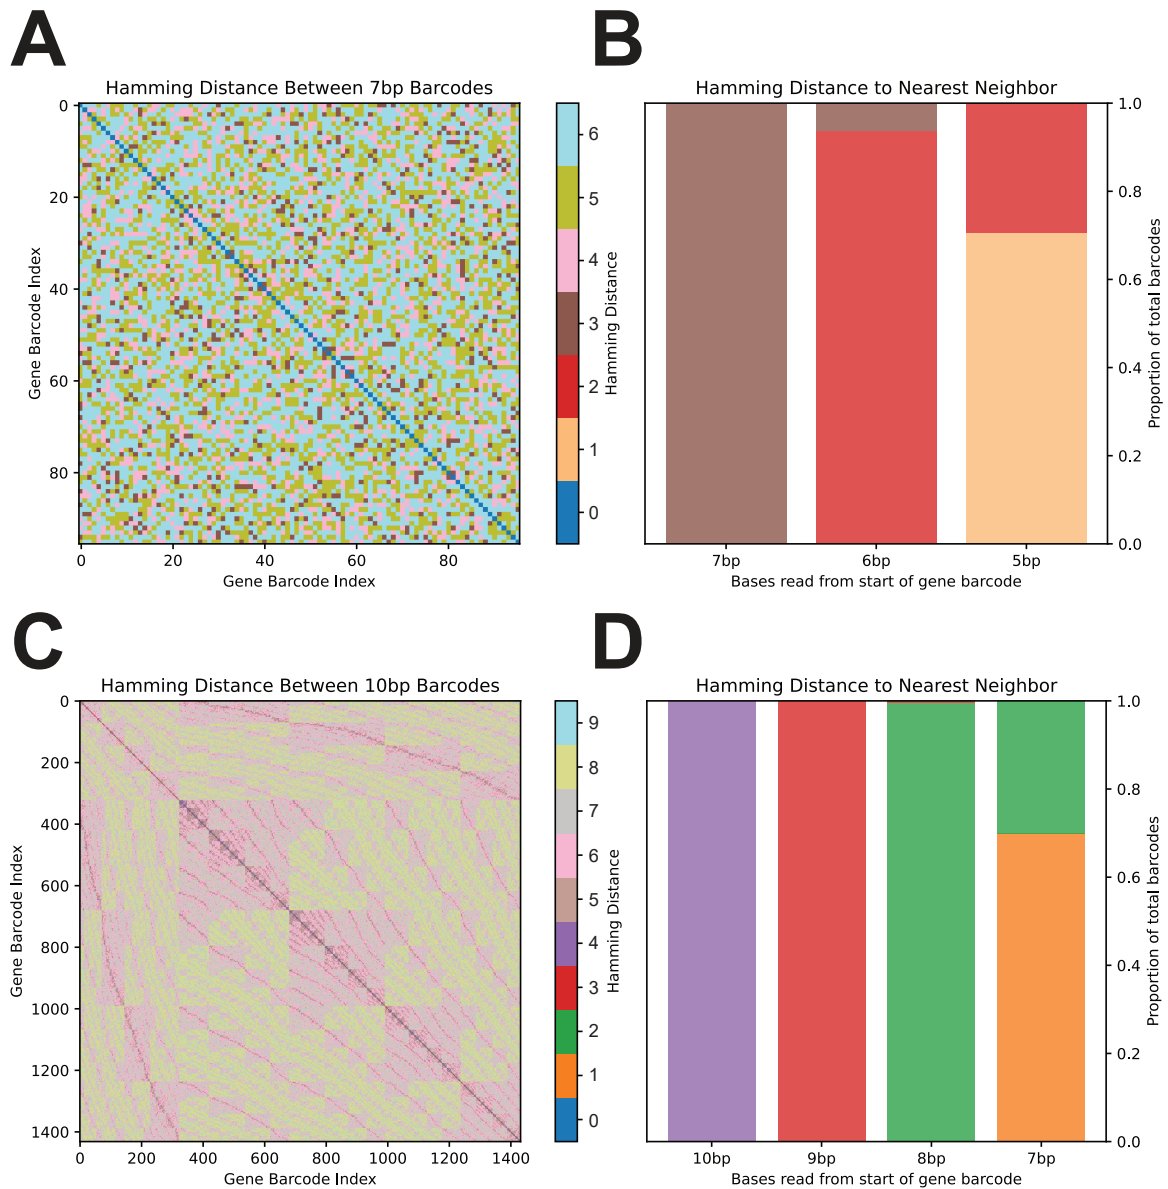 A
B
Hamming Distance Between 7bp Barcodes
Hamming Distance to Nearest Neighbor
0
20
40
60
80
Gene Barcode Index
0
20
40
60
80
Gene Barcode Index
6
5
4
3
2
1
0
Hamming Distance
1.0
0.8
0.6
0.4
0.2
0.0
Proportion of total barcodes
7bp
6bp
5bp
Bases read from start of gene barcode
C
D
Hamming Distance Between 10bp Barcodes
Hamming Distance to Nearest Neighbor
0
200
400
600
800
1000
1200
1400
Gene Barcode Index
0
200
400
600
800
1000
1200
1400
Gene Barcode Index
9
8
7
6
5
4
3
2
1
0
Hamming Distance
1.0
0.8
0.6
0.4
0.2
0.0
Proportion of total barcodes
10bp
9bp
8bp
7bp
Bases read from start of gene barcode